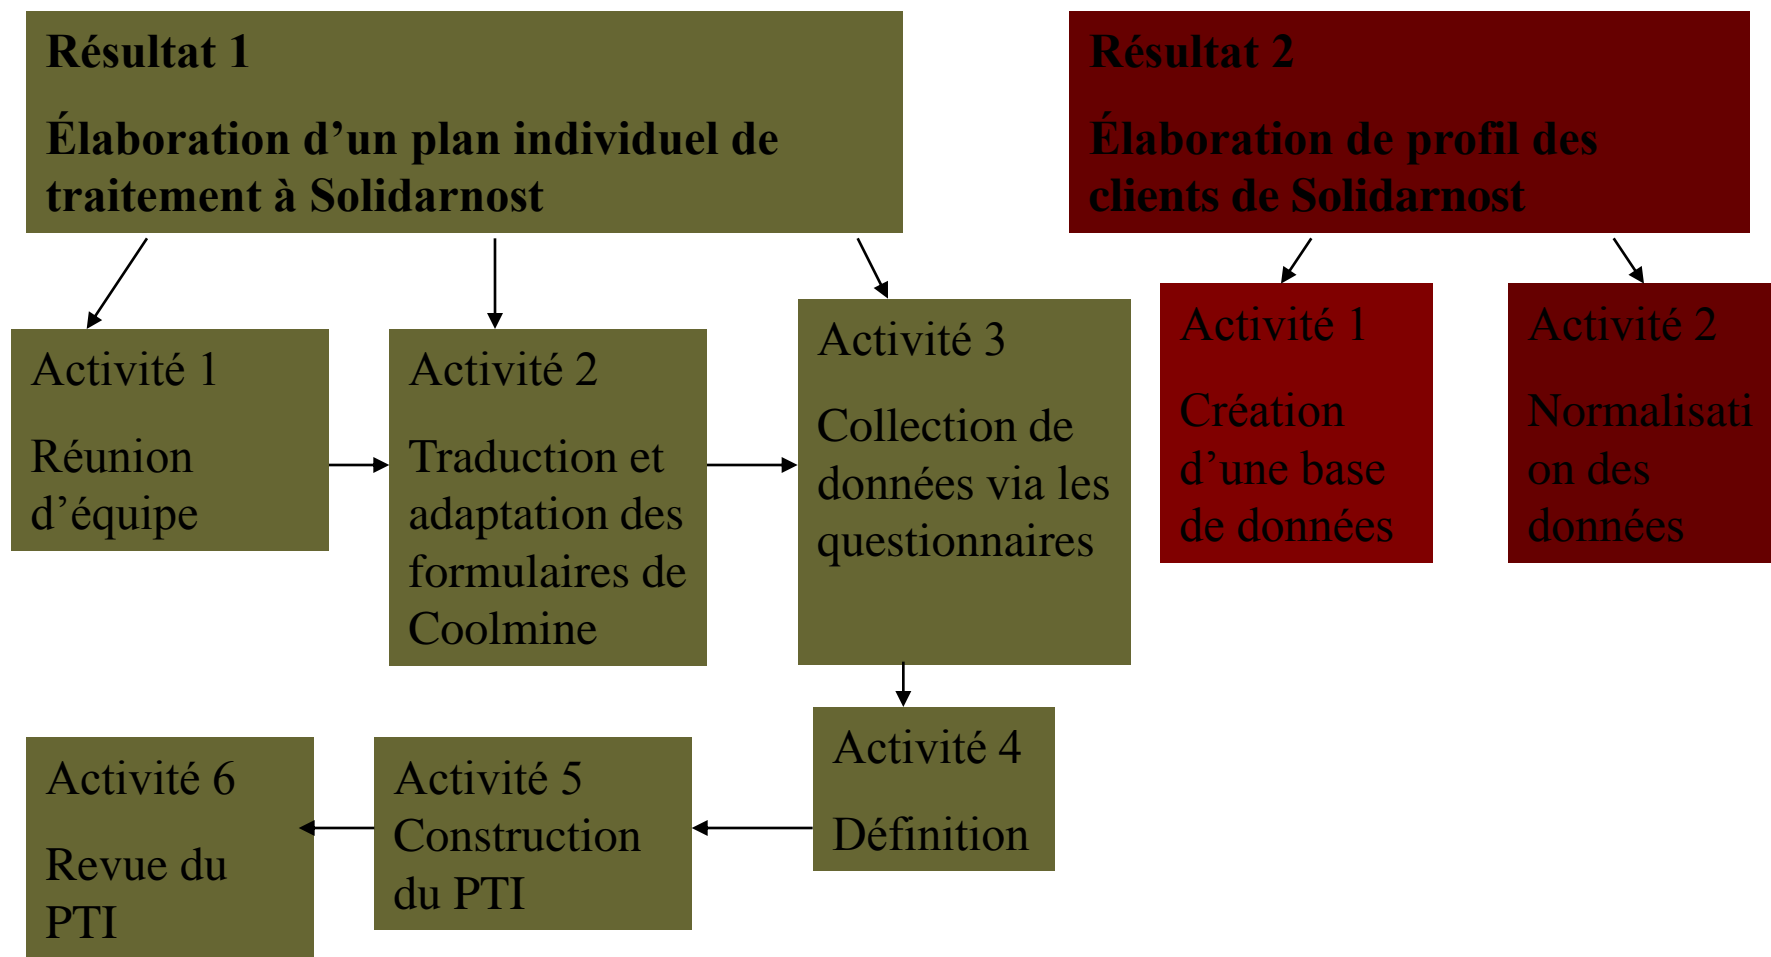 Résultat 1
Élaboration d’un plan individuel de
traitement à Solidarnost
Résultat 2
Élaboration de profil des
clients de Solidarnost
Activité 1
Réunion
d’équipe
Activité 2
Traduction et
adaptation des
formulaires de
Coolmine
Activité 3
Collection de
données via les
questionnaires
Activité 1
Création
d’une base
de données
Activité 2
Normalisati
on des
données
Activité 4
Définition
Activité 5
Construction
du PTI
Activité 6
Revue du
PTI